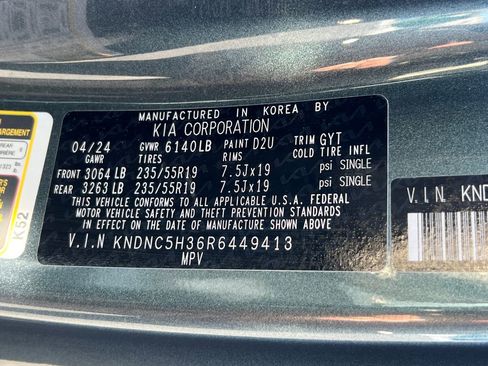 MANUFACTURED IN KOREA BY
KIA CORPORATION
04/24 GVWR 6140LB PAINT D2U TRIM GYT
GAWR TIRES RIMS COLD TIRE INFL
FRONT 3064 LB 235/55R19 7.5Jx19 psi SINGLE
REAR 3263 LB 235/55R19 7.5Jx19 psi SINGLE
THIS VEHICLE CONFORMS TO ALL APPLICABLE U.S.A. FEDERAL
MOTOR VEHICLE SAFETY AND THEFT PREVENTION STANDARDS
IN EFFECT ON THE DATE OF MANUFACTURE SHOWN ABOVE.
V.I.N KNDNC5H36R6449413
MPV
K52
V.I.N. KND